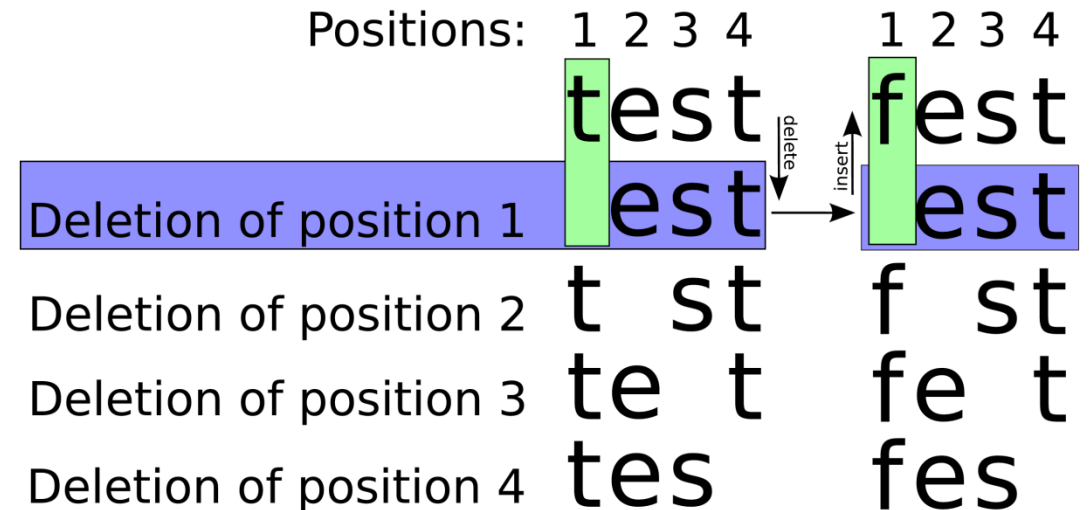 Positions: 1 2 3 4 1 2 3 4
test fest
delete
insert
Deletion of position 1 est est
Deletion of position 2 t st f st
Deletion of position 3 te t fe t
Deletion of position 4 tes fes